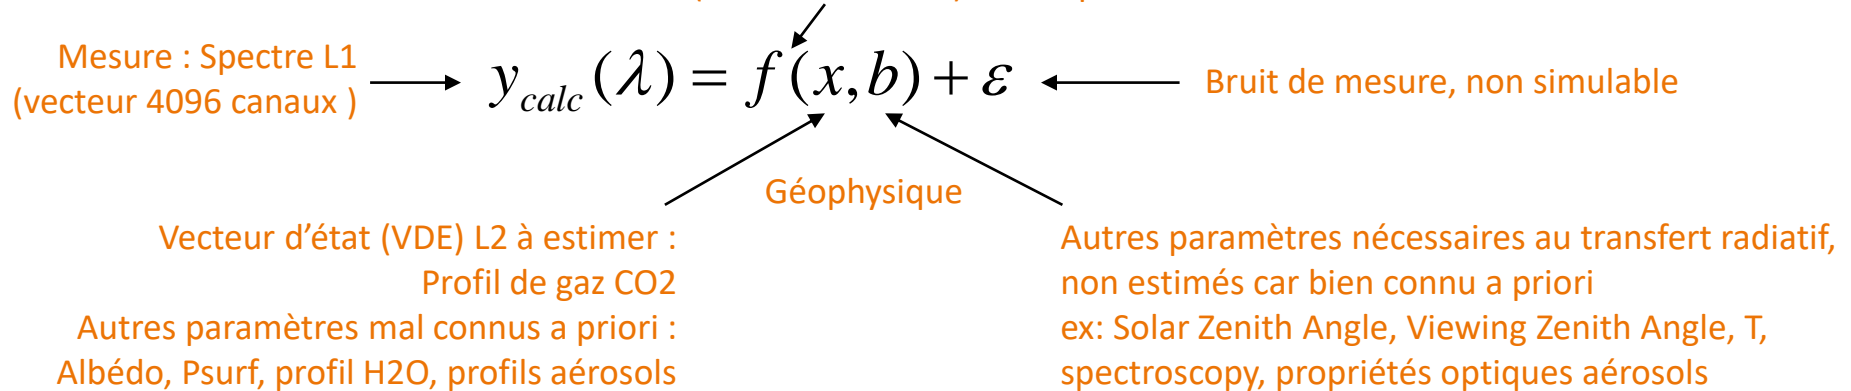 Mesure : Spectre L1
(vecteur 4096 canaux )
y_calc (λ) = f(x,b) + ε
Bruit de mesure, non simulable
Géophysique
Vecteur d’état (VDE) L2 à estimer :
Profil de gaz CO2
Autres paramètres mal connus a priori :
Albédo, Psurf, profil H2O, profils aérosols
Autres paramètres nécessaires au transfert radiatif,
non estimés car bien connu a priori
ex: Solar Zenith Angle, Viewing Zenith Angle, T,
spectroscopy, propriétés optiques aérosols